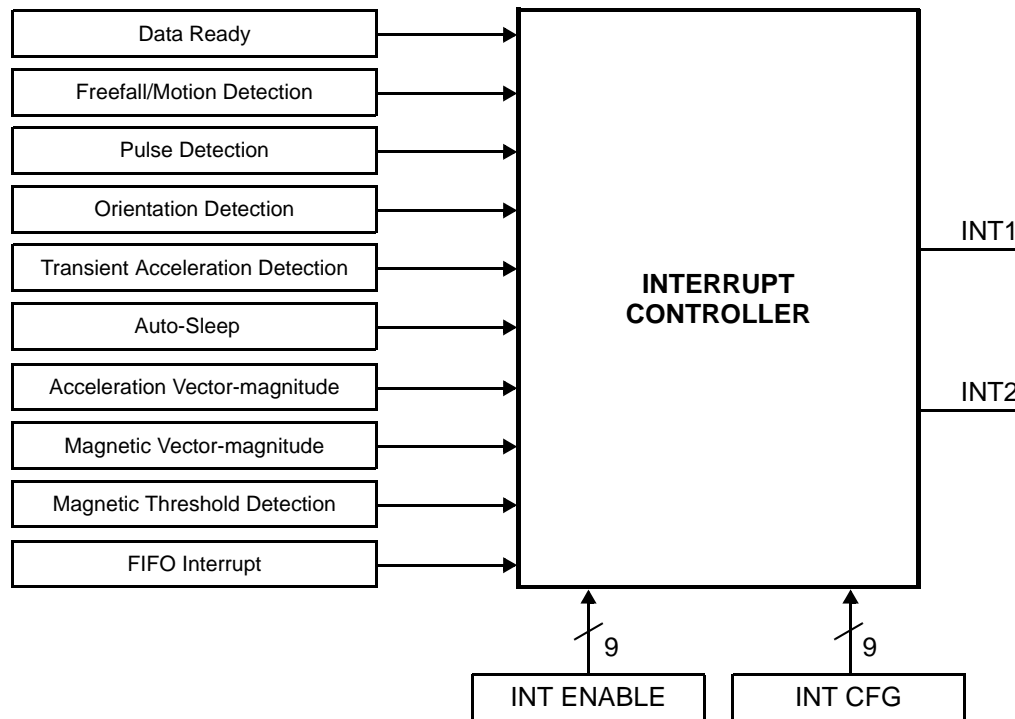 Data Ready
Freefall/Motion Detection
Pulse Detection
Orientation Detection
Transient Acceleration Detection
Auto-Sleep
Acceleration Vector-magnitude
Magnetic Vector-magnitude
Magnetic Threshold Detection
FIFO Interrupt
INTERRUPT
CONTROLLER
INT1
INT2
9
9
INT ENABLE
INT CFG